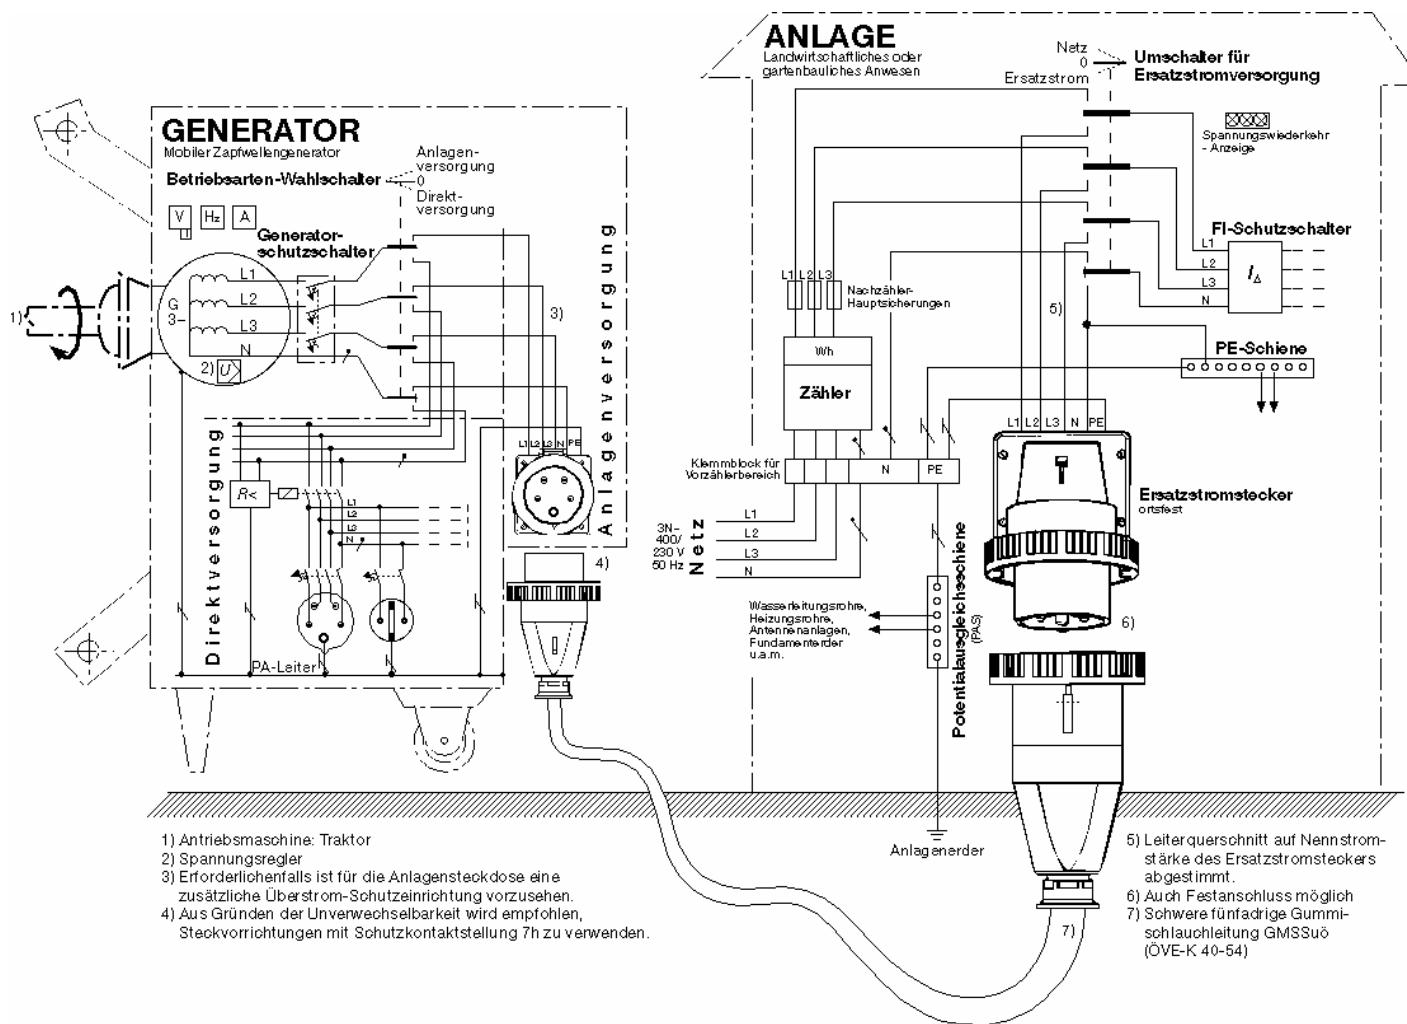 ANLAGE
Landwirtschaftliches oder
gartenbauliches Anwesen
Netz
0
Ersatzstrom
Umschalter für
Ersatzstromversorgung
Spannungswiederkehr
- Anzeige
FI-Schutzschalter
L1
L2
L3
N
I∆
5)
PE-Schiene
L1 L2 L3
Nachzähler-
Hauptsicherungen
Wh
Zähler
Klemmblock für
Vorzählerbereich
N
PE
L1 L2 L3 N PE
Ersatzstromstecker
ortsfest
3N~
400/
230 V
50 Hz
Netz
L1
L2
L3
N
Wasserleitungsrohre,
Heizungsrohre,
Antennenanlagen,
Fundamenterder
u.a.m.
Potentialausgleichsschiene
(PAS)
6)
Anlagenerder
GENERATOR
Mobiler Zapfwellengenerator
Betriebsarten-Wahlschalter
Anlagen-
versorgung
0
Direkt-
versorgung
V
Hz
A
Generator-
schutzschalter
1)
G
3~
L1
L2
L3
N
2)
U
3)
Anlagenversorgung
L1 L2 L3 N PE
Direktversorgung
R<
L1
L2
L3
N
PA-Leiter
4)
7)
1) Antriebsmaschine: Traktor
2) Spannungsregler
3) Erforderlichenfalls ist für die Anlagensteckdose eine
zusätzliche Überstrom-Schutzeinrichtung vorzusehen.
4) Aus Gründen der Unverwechselbarkeit wird empfohlen,
Steckvorrichtungen mit Schutzkontaktstellung 7h zu verwenden.
5) Leiterquerschnitt auf Nennstrom-
stärke des Ersatzstromsteckers
abgestimmt.
6) Auch Festanschluss möglich
7) Schwere fünfadrige Gummi-
schlauchleitung GMSSuö
(ÖVE-K 40-54)